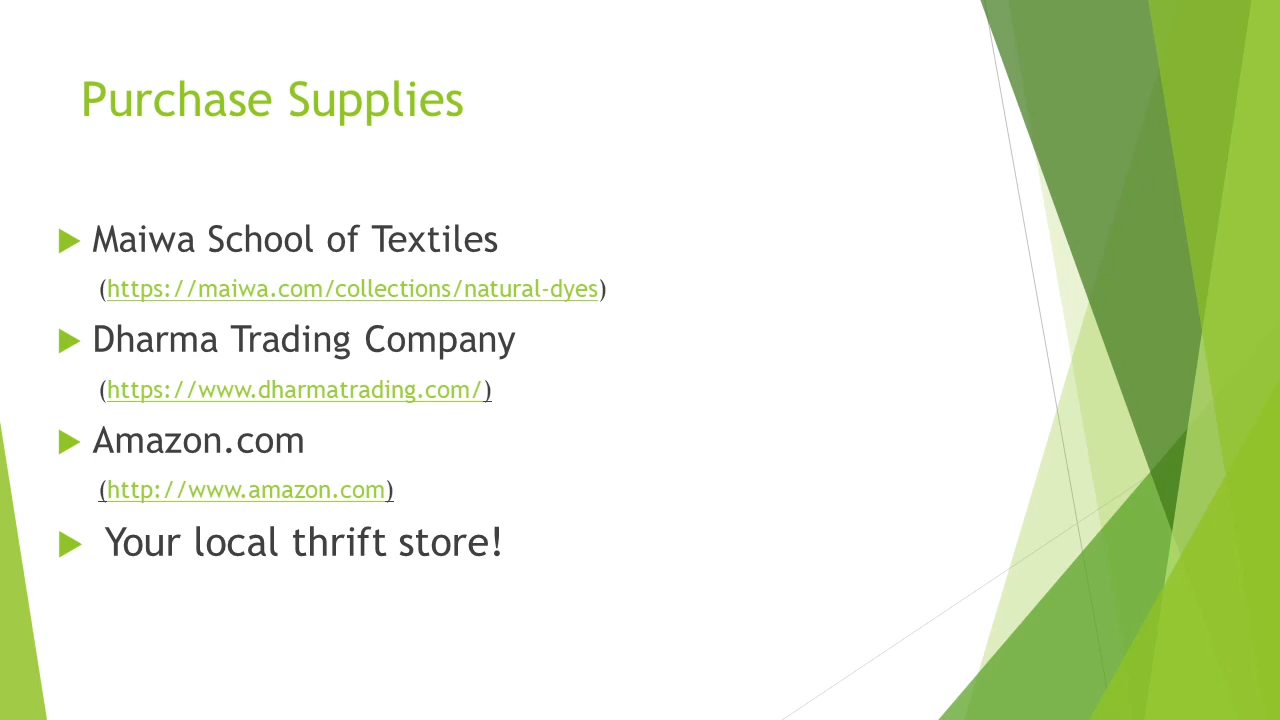 Purchase Supplies
Maiwa School of Textiles
(https://maiwa.com/collections/natural-dyes)
Dharma Trading Company
(https://www.dharmatrading.com/)
Amazon.com
(http://www.amazon.com)
Your local thrift store!